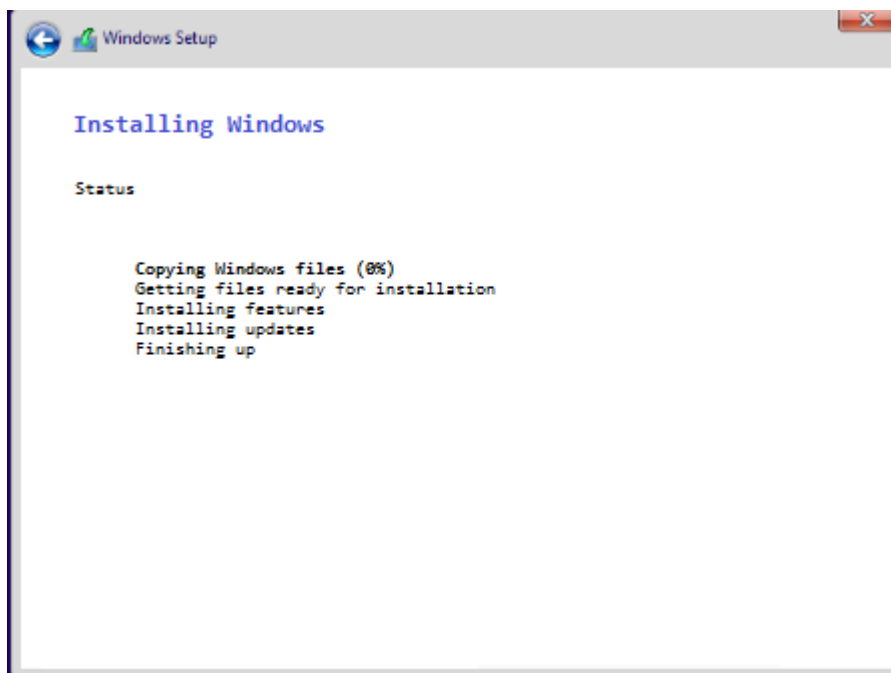 Windows Setup
Installing Windows
Status
Copying Windows files (0%)
Getting files ready for installation
Installing features
Installing updates
Finishing up